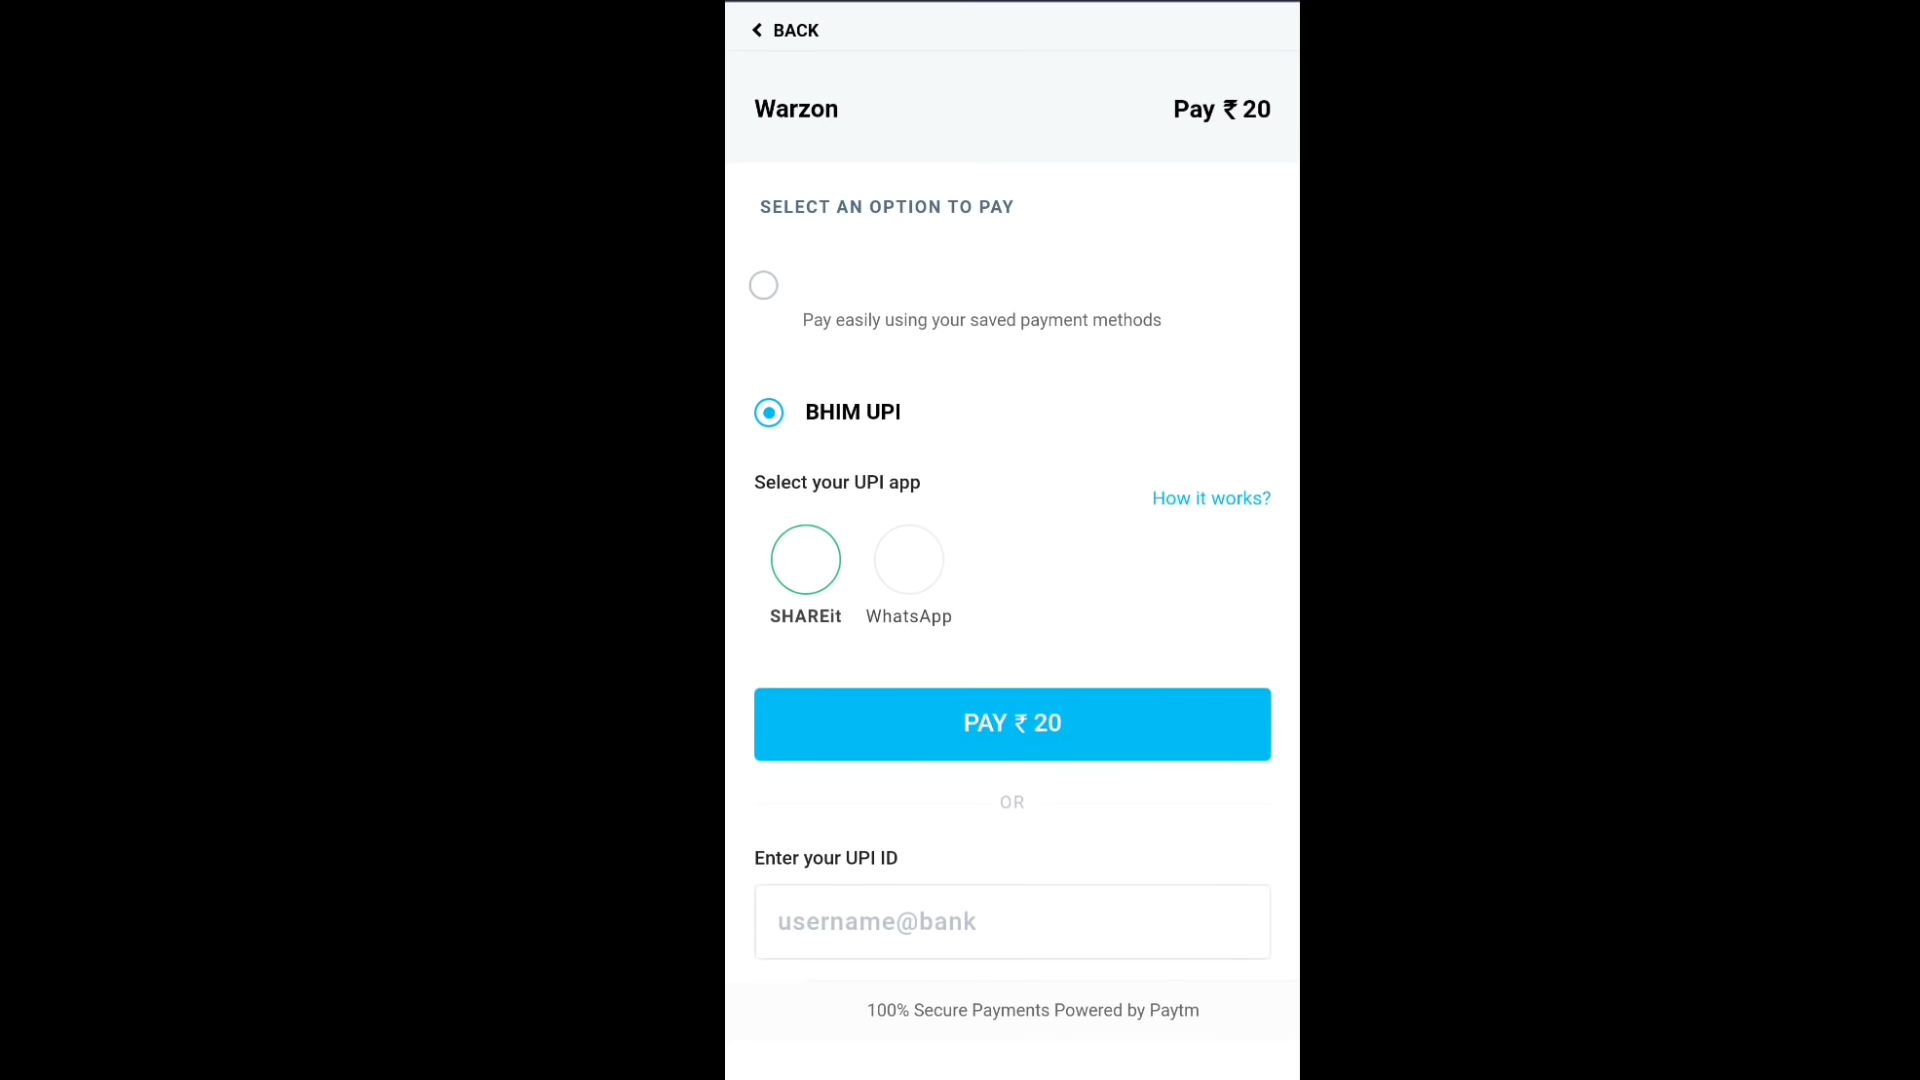 BACK
Warzon Pay ₹ 20
SELECT AN OPTION TO PAY
Pay easily using your saved payment methods
BHIM UPI
Select your UPI app
How it works?
SHAREit WhatsApp
PAY ₹ 20
OR
Enter your UPI ID
username@bank
100% Secure Payments Powered by Paytm